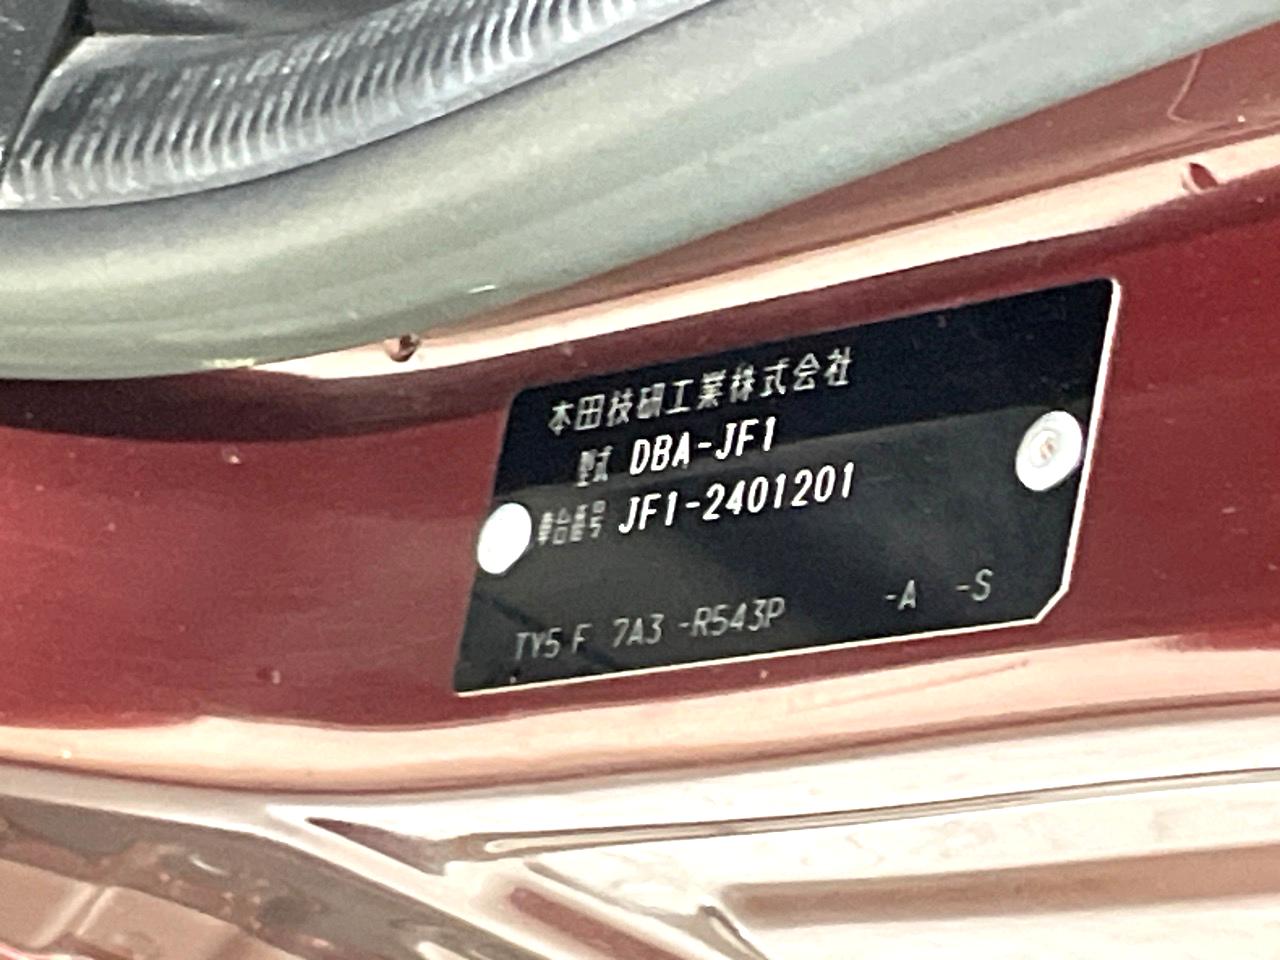 本田技研工業株式会社
型式 DBA-JF1
車台番号 JF1-2401201
TY5 F 7A3 -R543P -A -S